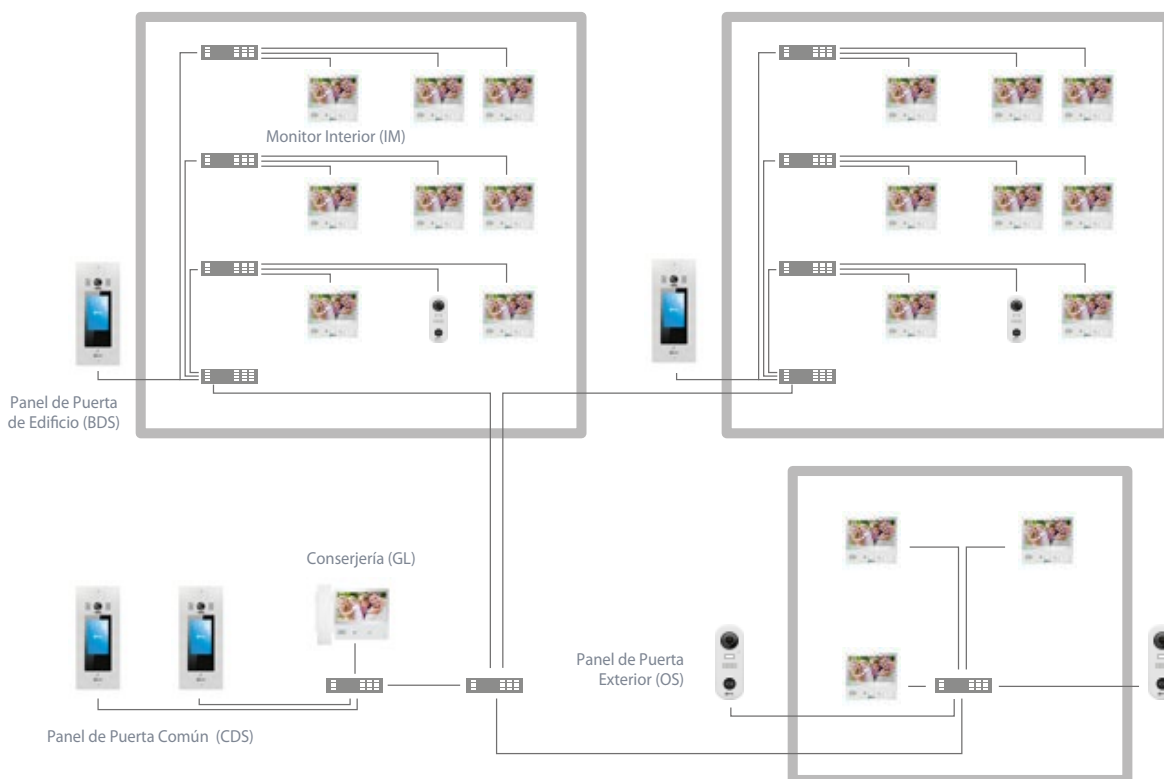 Monitor Interior (IM)
Panel de Puerta
de Edificio (BDS)
Conserjería (GL)
Panel de Puerta
Exterior (OS)
Panel de Puerta Común (CDS)